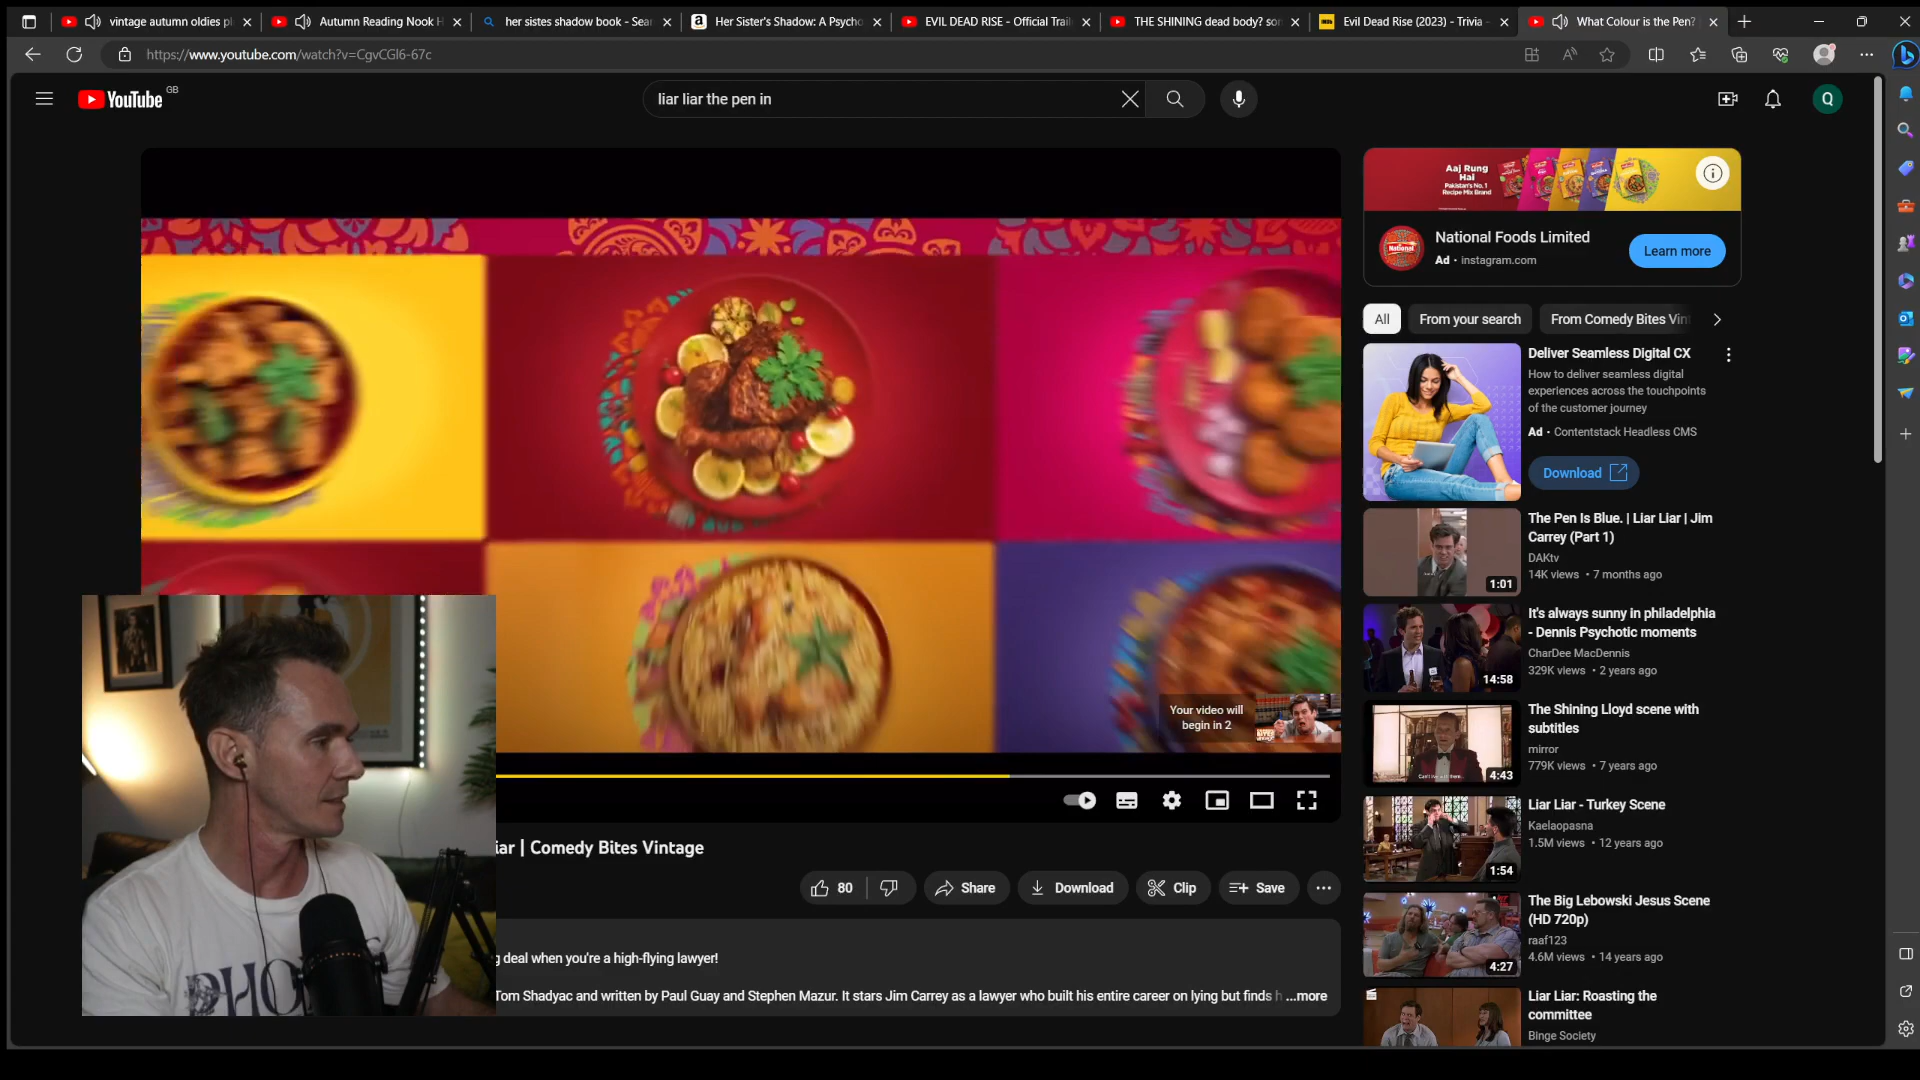 vintage autumn oldies pl
Autumn Reading Nook H
her sistes shadow book - Sear
Her Sister's Shadow: A Psycho
EVIL DEAD RISE - Official Trail
THE SHINING dead body? son
Evil Dead Rise (2023) - Trivia -
What Colour is the Pen? |
https://www.youtube.com/watch?v=CgvCGl6-67c
YouTube GB
liar liar the pen in
Q
Aaj Rung
Hai
Pakistan's No. 1
Recipe Mix Brand
National
National Foods Limited
Ad • instagram.com
Learn more
All
From your search
From Comedy Bites Vin
Deliver Seamless Digital CX
How to deliver seamless digital
experiences across the touchpoints
of the customer journey
Ad • Contentstack Headless CMS
Download
The Pen Is Blue. | Liar Liar | Jim
Carrey (Part 1)
DAKtv
14K views • 7 months ago
1:01
It's always sunny in philadelphia
- Dennis Psychotic moments
CharDee MacDennis
329K views • 2 years ago
14:58
The Shining Lloyd scene with
subtitles
mirror
779K views • 7 years ago
4:43
Liar Liar - Turkey Scene
Kaelaopasna
1.5M views • 12 years ago
1:54
The Big Lebowski Jesus Scene
(HD 720p)
raaf123
4.6M views • 14 years ago
4:27
Liar Liar: Roasting the
committee
Binge Society
Your video will
begin in 2
iar | Comedy Bites Vintage
80
Share
Download
Clip
Save
g deal when you're a high-flying lawyer!
Tom Shadyac and written by Paul Guay and Stephen Mazur. It stars Jim Carrey as a lawyer who built his entire career on lying but finds h ...more